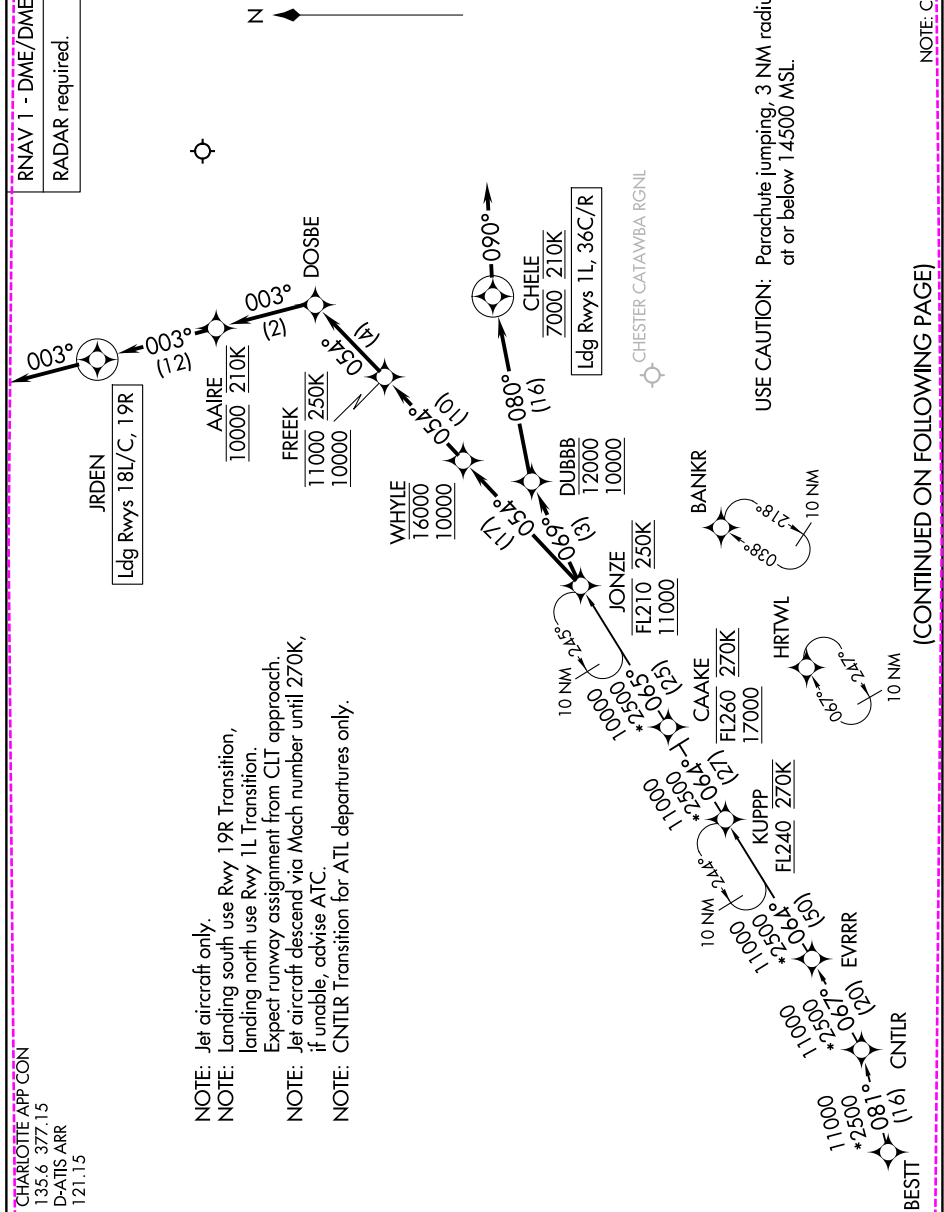 CHARLOTTE APP CON
135.6 377.15
D-ATIS ARR
121.15
RNAV 1 - DME/DME
RADAR required.
N
NOTE: Jet aircraft only.
NOTE: Landing south use Rwy 19R Transition,
landing north use Rwy 1L Transition.
Expect runway assignment from CLT approach.
NOTE: Jet aircraft descend via Mach number until 270K,
if unable, advise ATC.
NOTE: CNTLR Transition for ATL departures only.
003°
JRDEN
Ldg Rwys 18L/C, 19R
003°
(12)
AAIRE
10000 210K
003°
(2)
DOSBE
054°
(4)
FREEK
11000 250K
10000
054°
(10)
WHYLE
16000
10000
054°
(17)
090°
CHELE
7000 210K
Ldg Rwys 1L, 36C/R
080°
(16)
DUBBB
12000
10000
069°
(3)
CHESTER CATAWBA RGNL
JONZE
FL210 250K
11000
10 NM
245°
10000
*2500
065°
(25)
CAAKE
FL260 270K
17000
11000
*2500
064°
(27)
KUPPP
FL240 270K
10 NM
244°
11000
*2500
064°
(50)
EVRRR
11000
*2500
067°
(20)
CNTLR
11000
*2500
081°
(16)
BESTT
BANKR
038°
218°
10 NM
HRTWL
067°
247°
10 NM
USE CAUTION: Parachute jumping, 3 NM radiu
at or below 14500 MSL.
(CONTINUED ON FOLLOWING PAGE)
NOTE: C